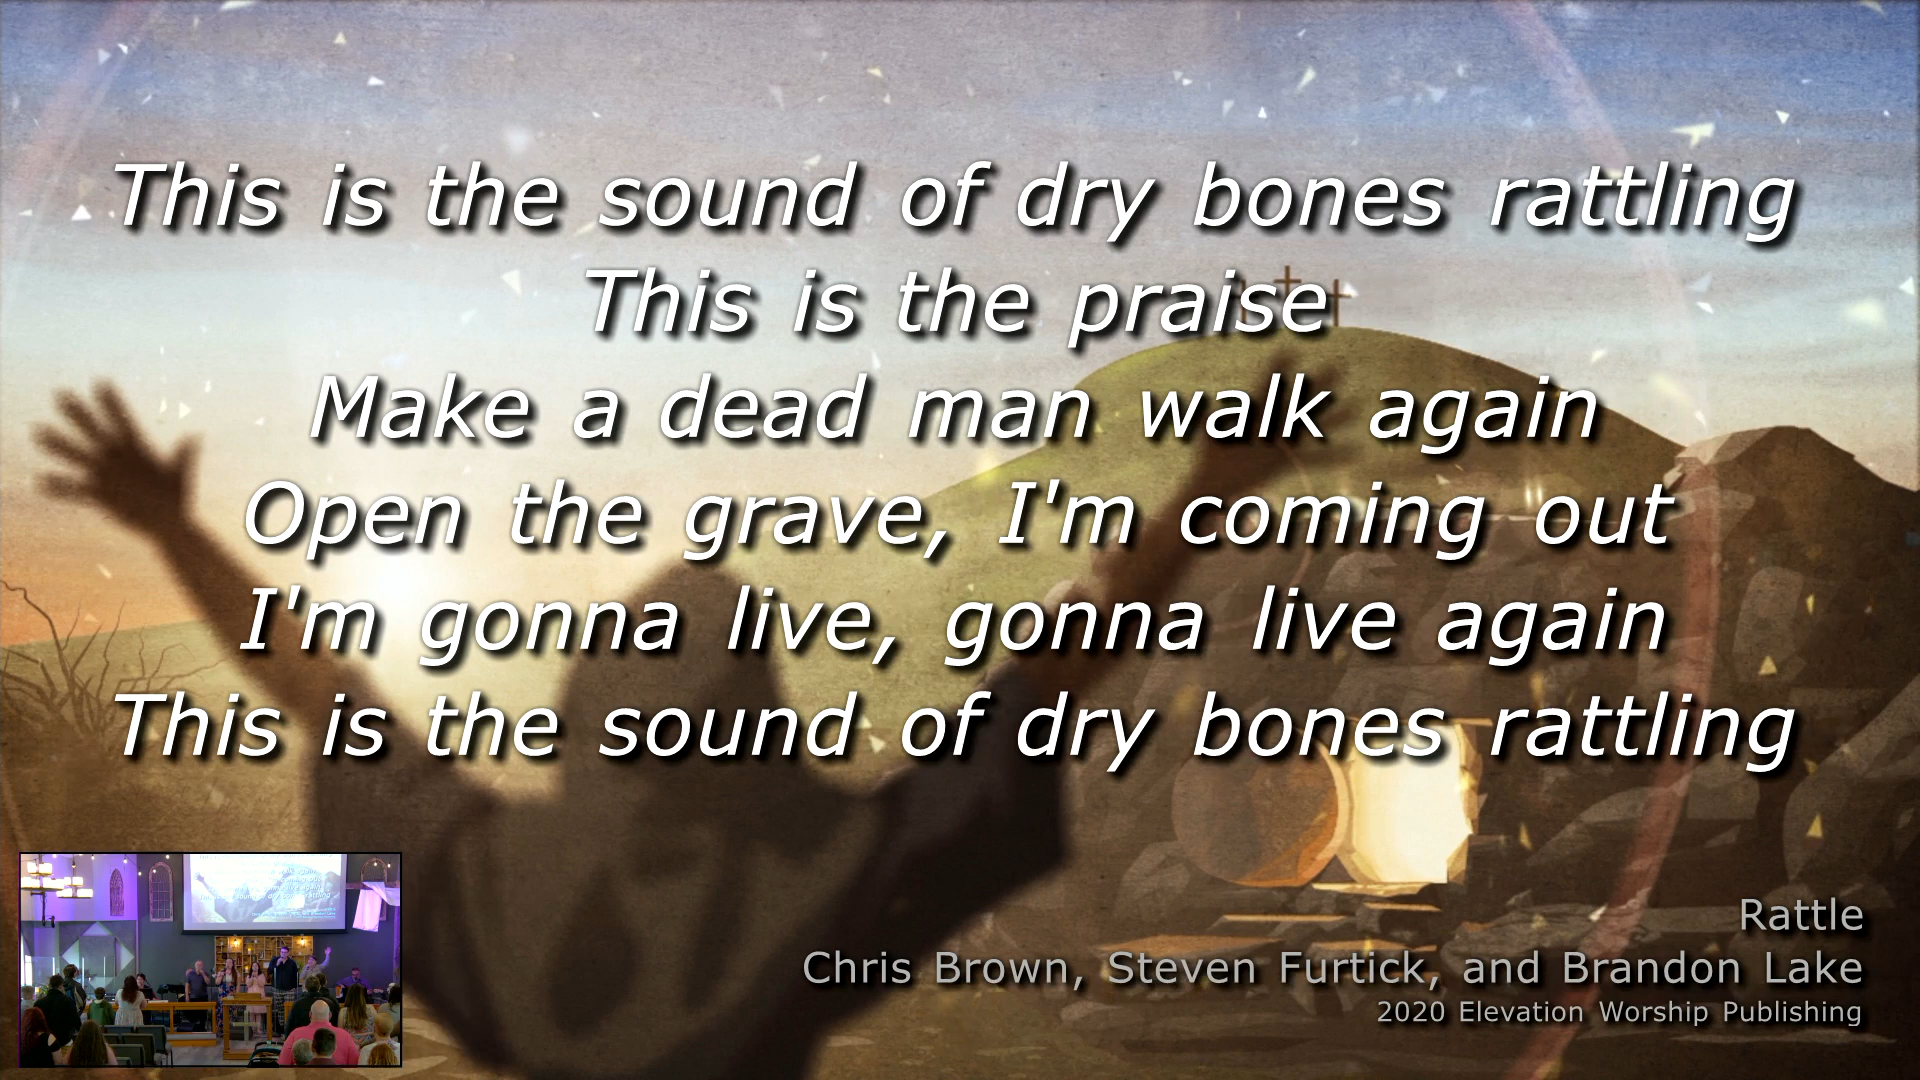 This is the sound of dry bones rattling
This is the praise
Make a dead man walk again
Open the grave, I'm coming out
I'm gonna live, gonna live again
This is the sound of dry bones rattling
Rattle
Chris Brown, Steven Furtick, and Brandon Lake
2020 Elevation Worship Publishing